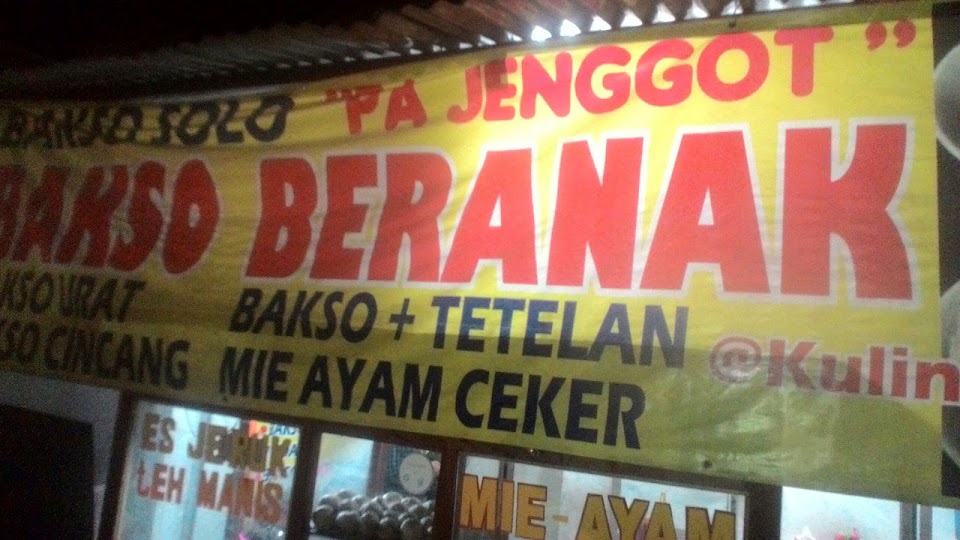 BAKSO SOLO "PA JENGGOT"
BAKSO BERANAK
KSO URAT BAKSO + TETELAN
SO CINCANG MIE AYAM CEKER
@Kulin
ES JERUK
TEH MANIS
MIE-AYAM